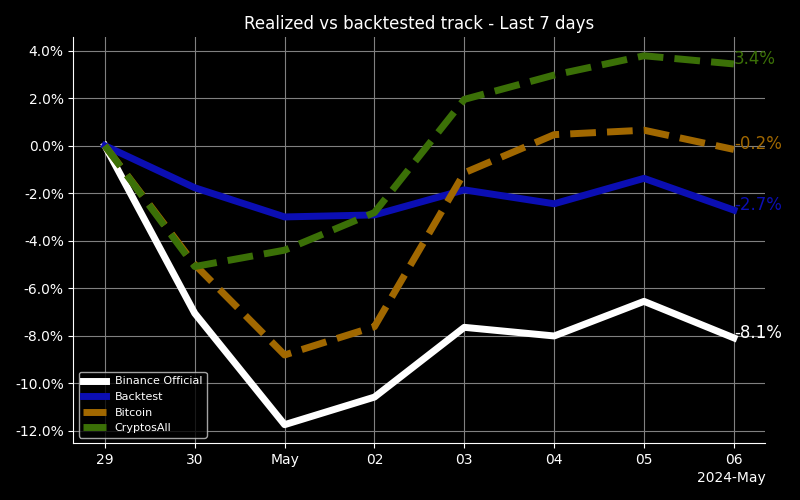 Realized vs backtested track - Last 7 days
4.0%
2.0%
0.0%
-2.0%
-4.0%
-6.0%
-8.0%
-10.0%
-12.0%
3.4%
-0.2%
-2.7%
-8.1%
Binance Official
Backtest
Bitcoin
CryptosAll
29 30 May 02 03 04 05 06
2024-May